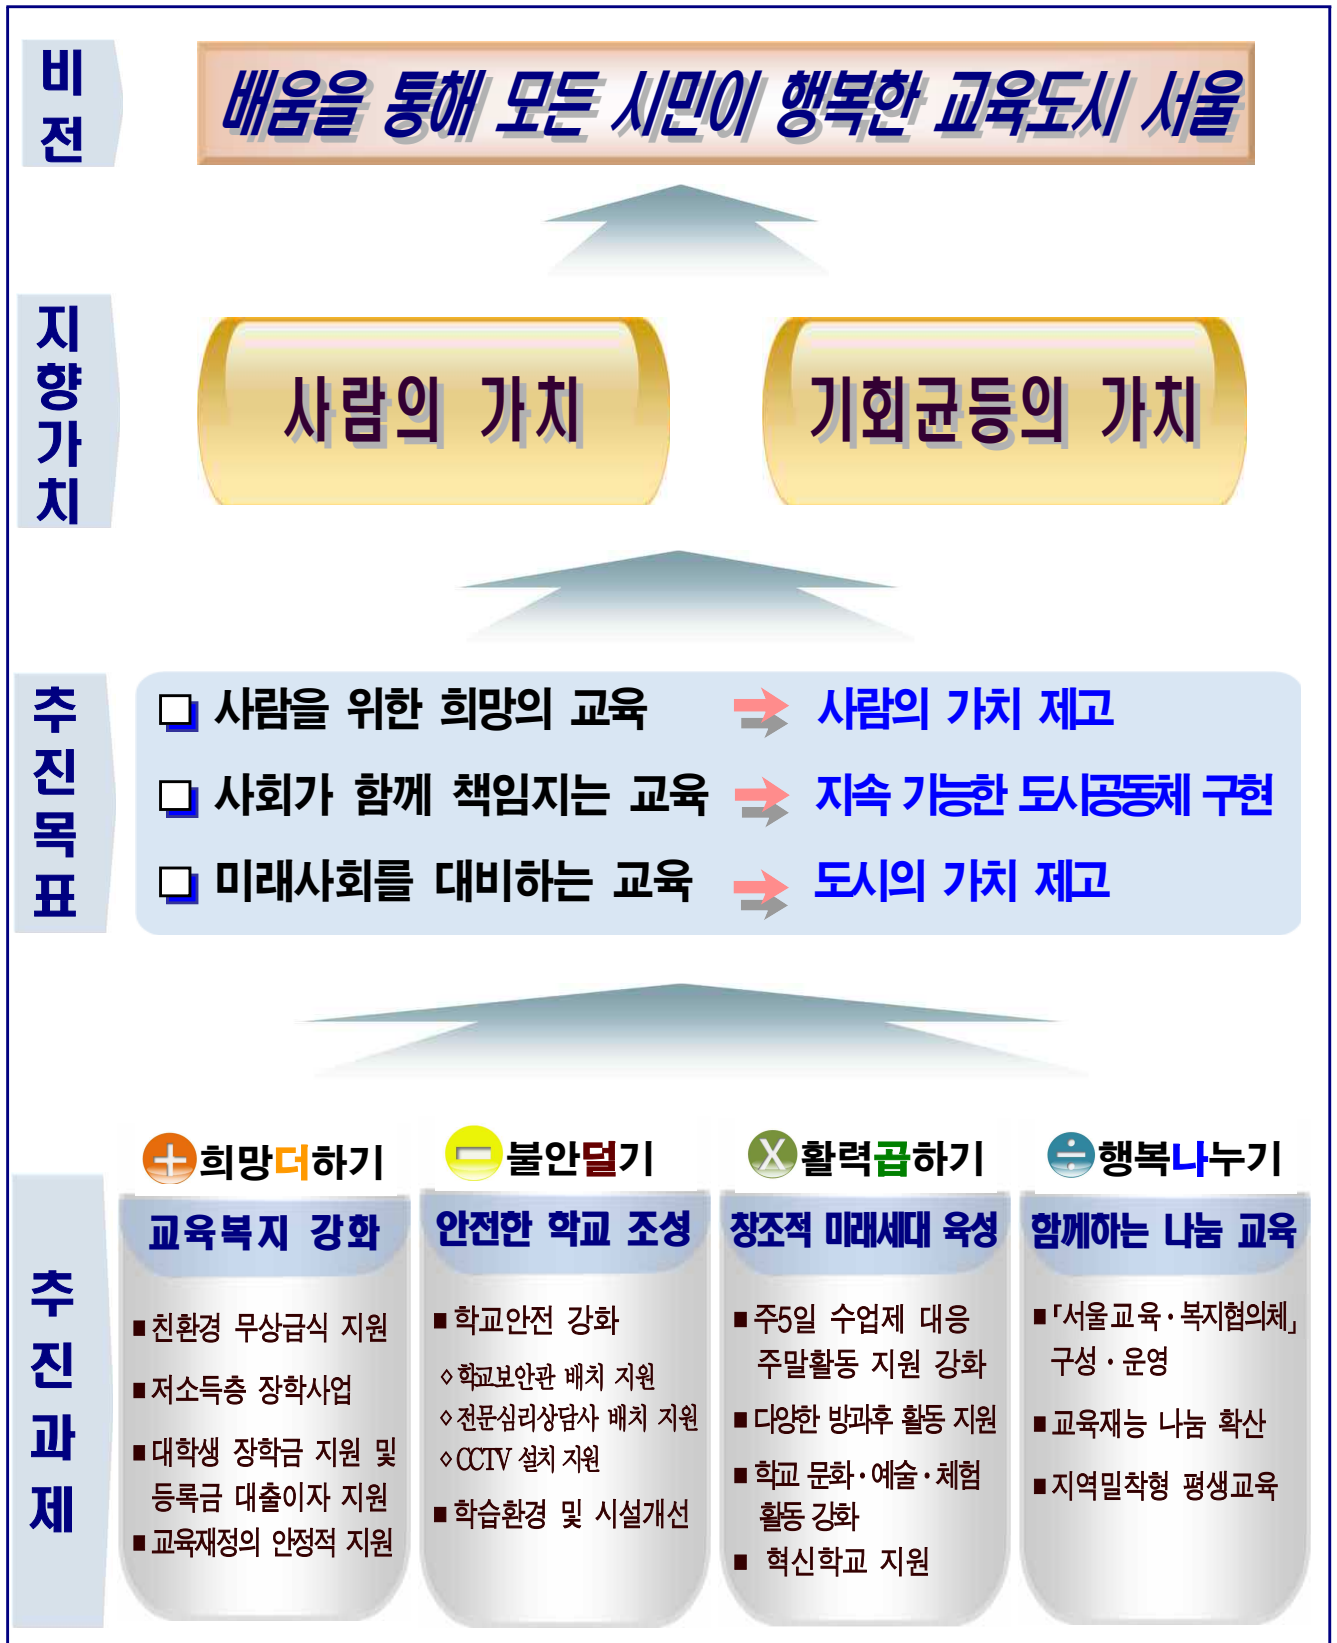 비전
배움을 통해 모든 시민이 행복한 교육도시 서울
지향가치
사람의 가치
기회균등의 가치
추진목표
사람을 위한 희망의 교육
사람의 가치 제고
사회가 함께 책임지는 교육
지속 가능한 도시공동체 구현
미래사회를 대비하는 교육
도시의 가치 제고
추진과제
+ 희망더하기
교육복지 강화
■ 친환경 무상급식 지원
■ 저소득층 장학사업
■ 대학생 장학금 지원 및
등록금 대출이자 지원
■ 교육재정의 안정적 지원
- 불안덜기
안전한 학교 조성
■ 학교안전 강화
◇ 학교보안관 배치 지원
◇ 전문심리상담사 배치 지원
◇ CCTV 설치 지원
■ 학습환경 및 시설개선
X 활력곱하기
창조적 미래세대 육성
■ 주5일 수업제 대응
주말활동 지원 강화
■ 다양한 방과후 활동 지원
■ 학교 문화·예술·체험
활동 강화
■ 혁신학교 지원
÷ 행복나누기
함께하는 나눔 교육
■ 「서울교육·복지협의체」
구성·운영
■ 교육재능 나눔 확산
■ 지역밀착형 평생교육